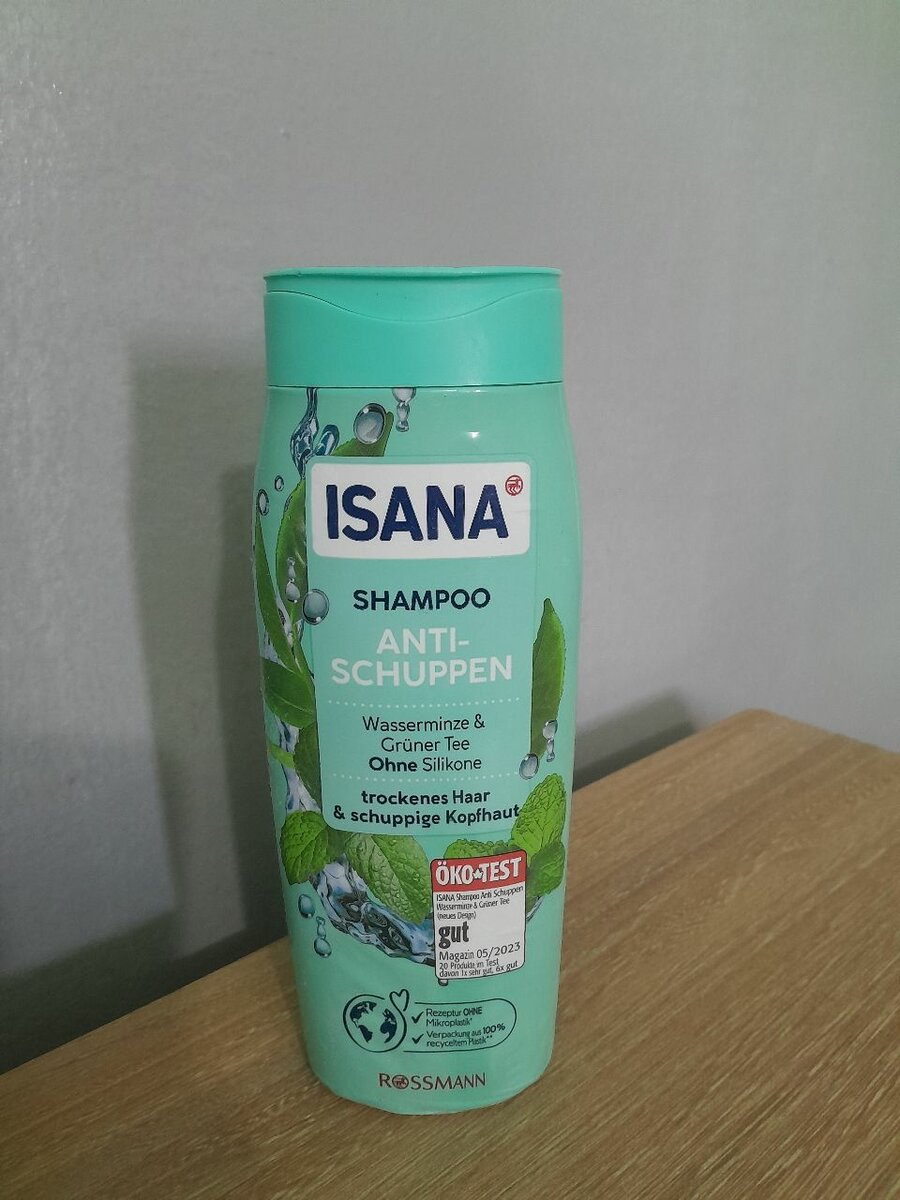 ISANA
SHAMPOO
ANTI-
SCHUPPEN
Wasserminze &
Grüner Tee
Ohne Silikone
trockenes Haar
& schuppige Kopfhaut
ÖKO TEST
ISANA Shampoo Anti Schuppen
Wasserminze & Grüner Tee
(neues Design)
gut
Magazin 05/2023
20 Produkte im Test
davon 1x sehr gut, 6x gut
Rezeptur OHNE
Mikroplastik*
Verpackung aus 100%
recyceltem Plastik**
ROSSMANN